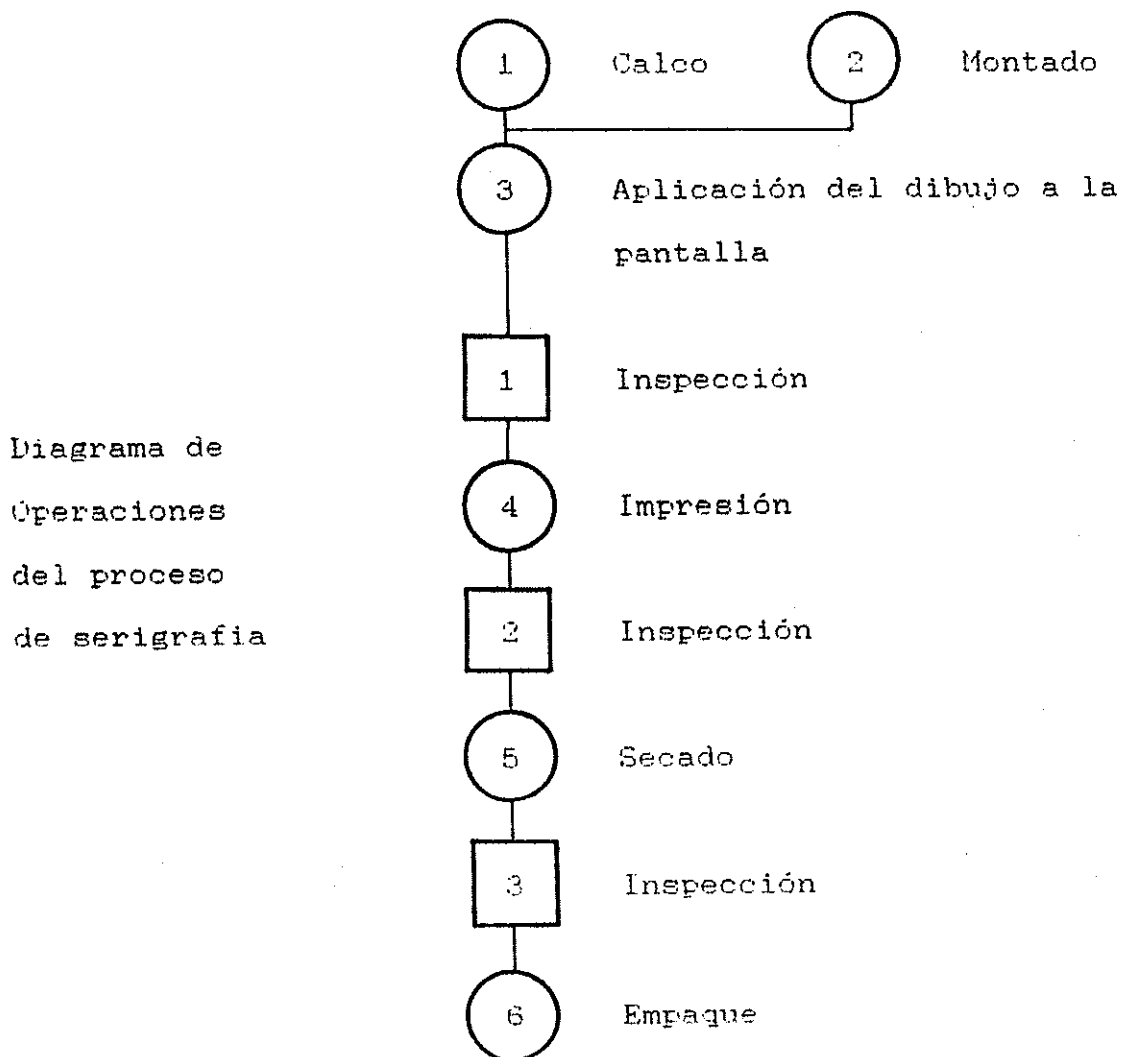 1 Calco 2 Montado
3 Aplicación del dibujo a la
pantalla
1 Inspección
4 Impresión
Diagrama de
Operaciones
del proceso
de serigrafia
2 Inspección
5 Secado
3 Inspección
6 Empaque